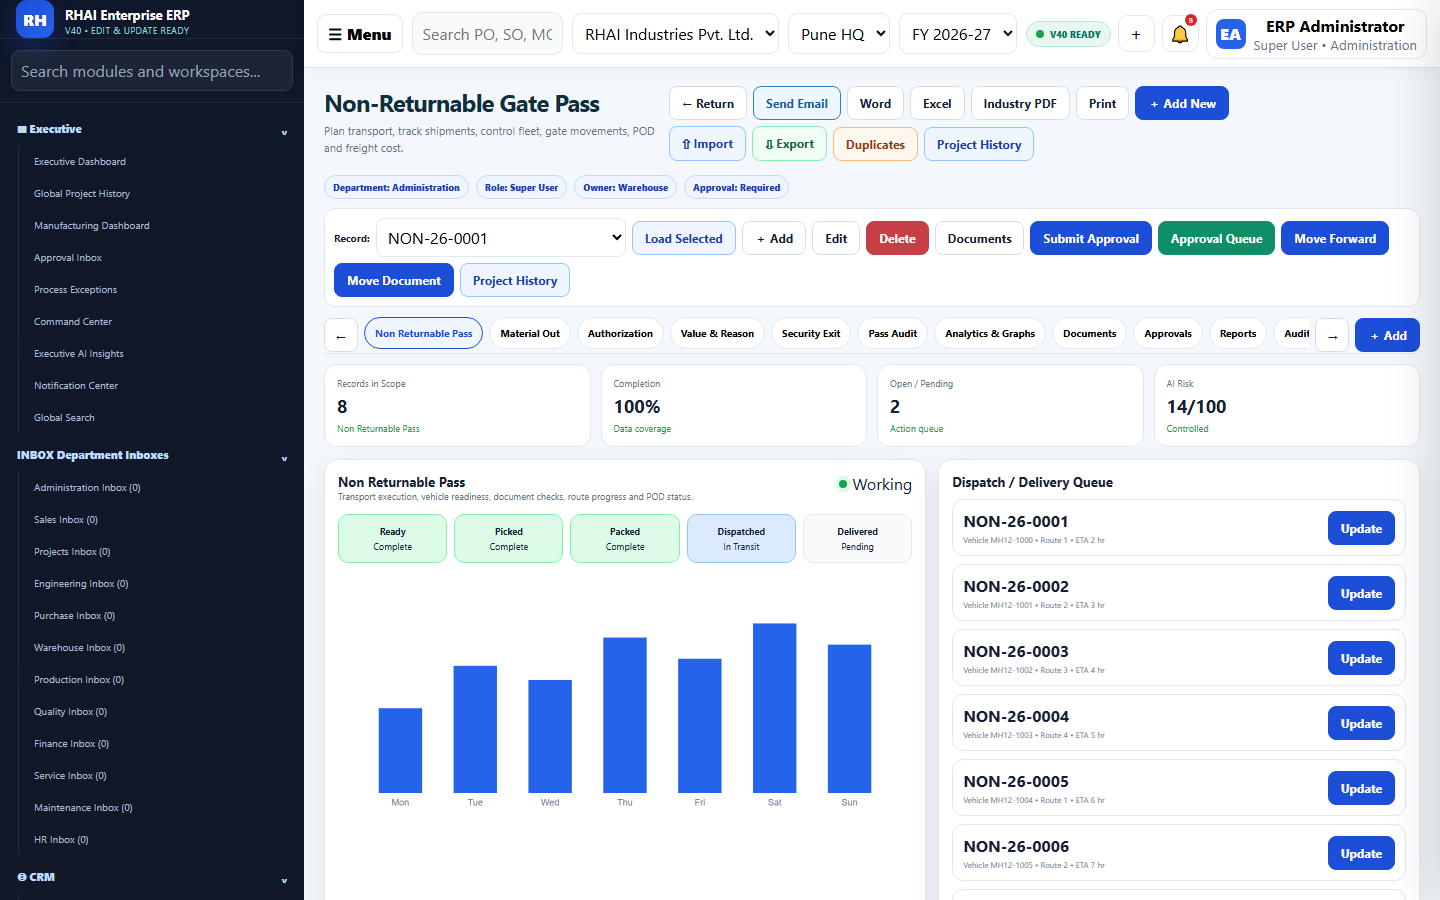 RH
RHAI Enterprise ERP
V40 • EDIT & UPDATE READY
Search modules and workspaces...
Executive
Executive Dashboard
Global Project History
Manufacturing Dashboard
Approval Inbox
Process Exceptions
Command Center
Executive AI Insights
Notification Center
Global Search
INBOX Department Inboxes
Administration Inbox (0)
Sales Inbox (0)
Projects Inbox (0)
Engineering Inbox (0)
Purchase Inbox (0)
Warehouse Inbox (0)
Production Inbox (0)
Quality Inbox (0)
Finance Inbox (0)
Service Inbox (0)
Maintenance Inbox (0)
HR Inbox (0)
CRM
☰ Menu
Search PO, SO, MO
RHAI Industries Pvt. Ltd.
Pune HQ
FY 2026-27
V40 READY
+
8
EA
ERP Administrator
Super User • Administration
Non-Returnable Gate Pass
Plan transport, track shipments, control fleet, gate movements, POD
and freight cost.
← Return
Send Email
Word
Excel
Industry PDF
Print
+ Add New
⇧ Import
⇩ Export
Duplicates
Project History
Department: Administration
Role: Super User
Owner: Warehouse
Approval: Required
Record:
NON-26-0001
Load Selected
+ Add
Edit
Delete
Documents
Submit Approval
Approval Queue
Move Forward
Move Document
Project History
←
Non Returnable Pass
Material Out
Authorization
Value & Reason
Security Exit
Pass Audit
Analytics & Graphs
Documents
Approvals
Reports
Audit
→
+ Add
Records in Scope
8
Non Returnable Pass
Completion
100%
Data coverage
Open / Pending
2
Action queue
AI Risk
14/100
Controlled
Non Returnable Pass
Transport execution, vehicle readiness, document checks, route progress and POD status.
Working
Ready
Complete
Picked
Complete
Packed
Complete
Dispatched
In Transit
Delivered
Pending
Mon
Tue
Wed
Thu
Fri
Sat
Sun
Dispatch / Delivery Queue
NON-26-0001
Vehicle MH12-1000 • Route 1 • ETA 2 hr
Update
NON-26-0002
Vehicle MH12-1001 • Route 2 • ETA 3 hr
Update
NON-26-0003
Vehicle MH12-1002 • Route 3 • ETA 4 hr
Update
NON-26-0004
Vehicle MH12-1003 • Route 4 • ETA 5 hr
Update
NON-26-0005
Vehicle MH12-1004 • Route 1 • ETA 6 hr
Update
NON-26-0006
Vehicle MH12-1005 • Route 2 • ETA 7 hr
Update